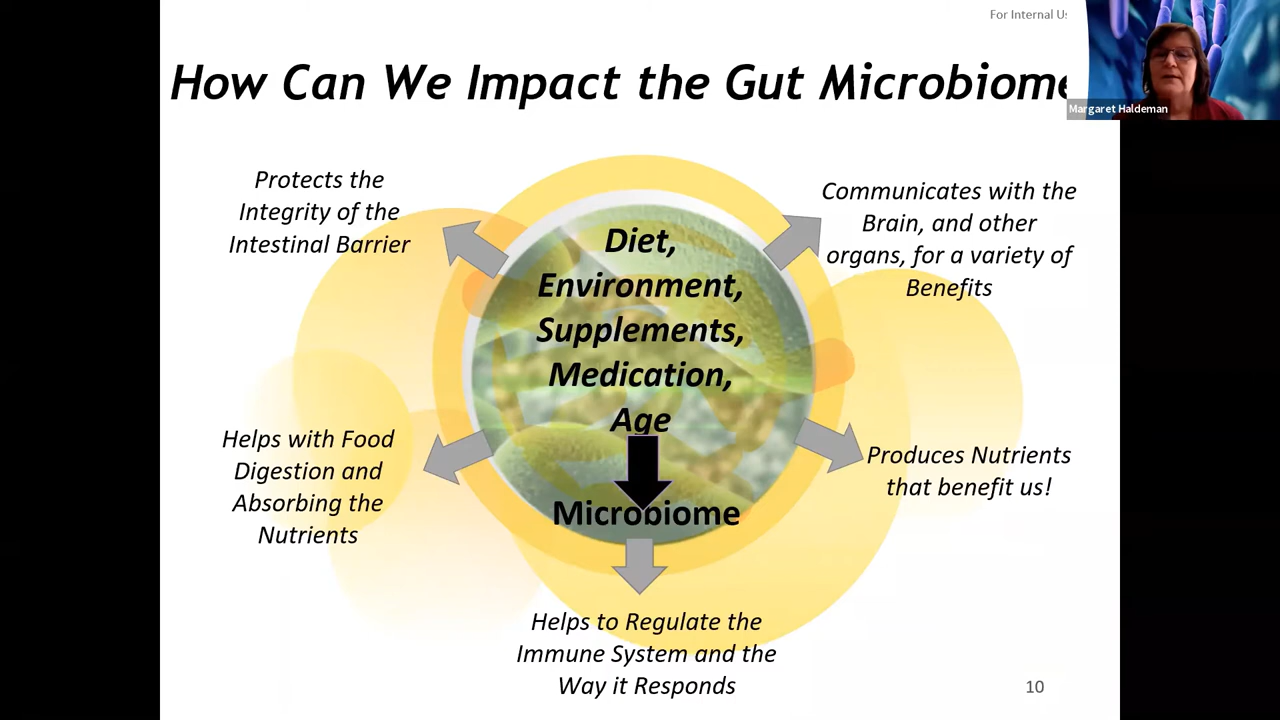 For Internal
Margaret Haldeman
How Can We Impact the Gut Microbiome
Protects the
Integrity of the
Intestinal Barrier
Communicates with the
Brain, and other
organs, for a variety of
Benefits
Diet,
Environment,
Supplements,
Medication,
Age
Microbiome
Helps with Food
Digestion and
Absorbing the
Nutrients
Produces Nutrients
that benefit us!
Helps to Regulate the
Immune System and the
Way it Responds
10